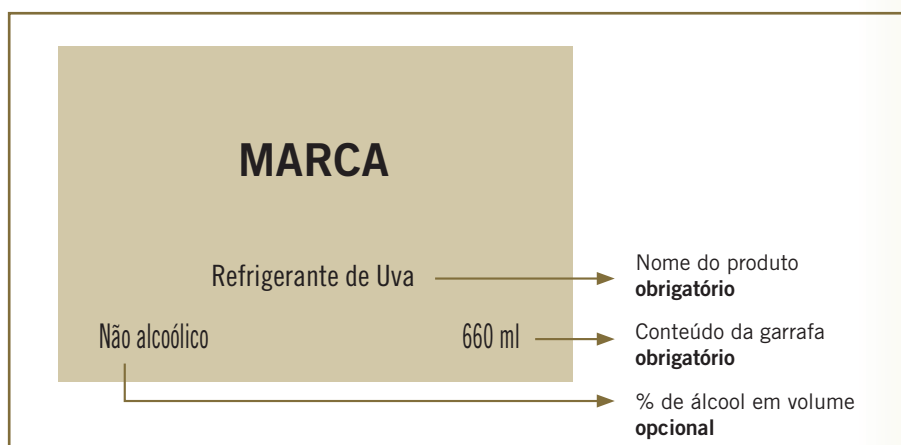 MARCA
Refrigerante de Uva
Nome do produto
obrigatório
Não alcoólico
660 ml
Conteúdo da garrafa
obrigatório
% de álcool em volume
opcional